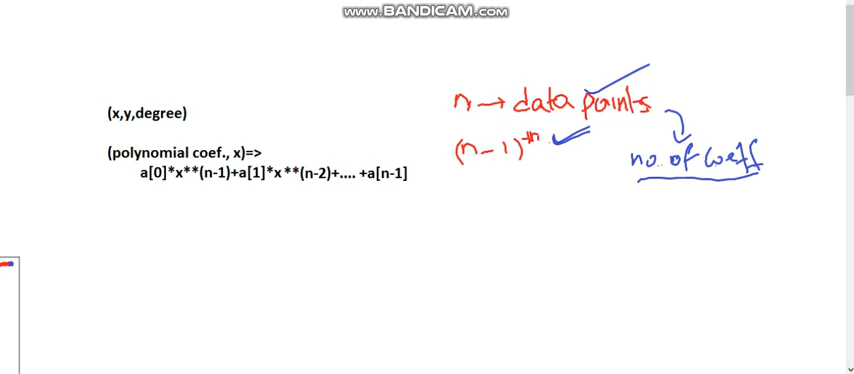 www.BANDICAM.com
(x,y,degree)
(polynomial coef., x)=>
a[0]*x**(n-1)+a[1]*x**(n-2)+.... +a[n-1]
n → data points
(n-1)th
no. of coeff